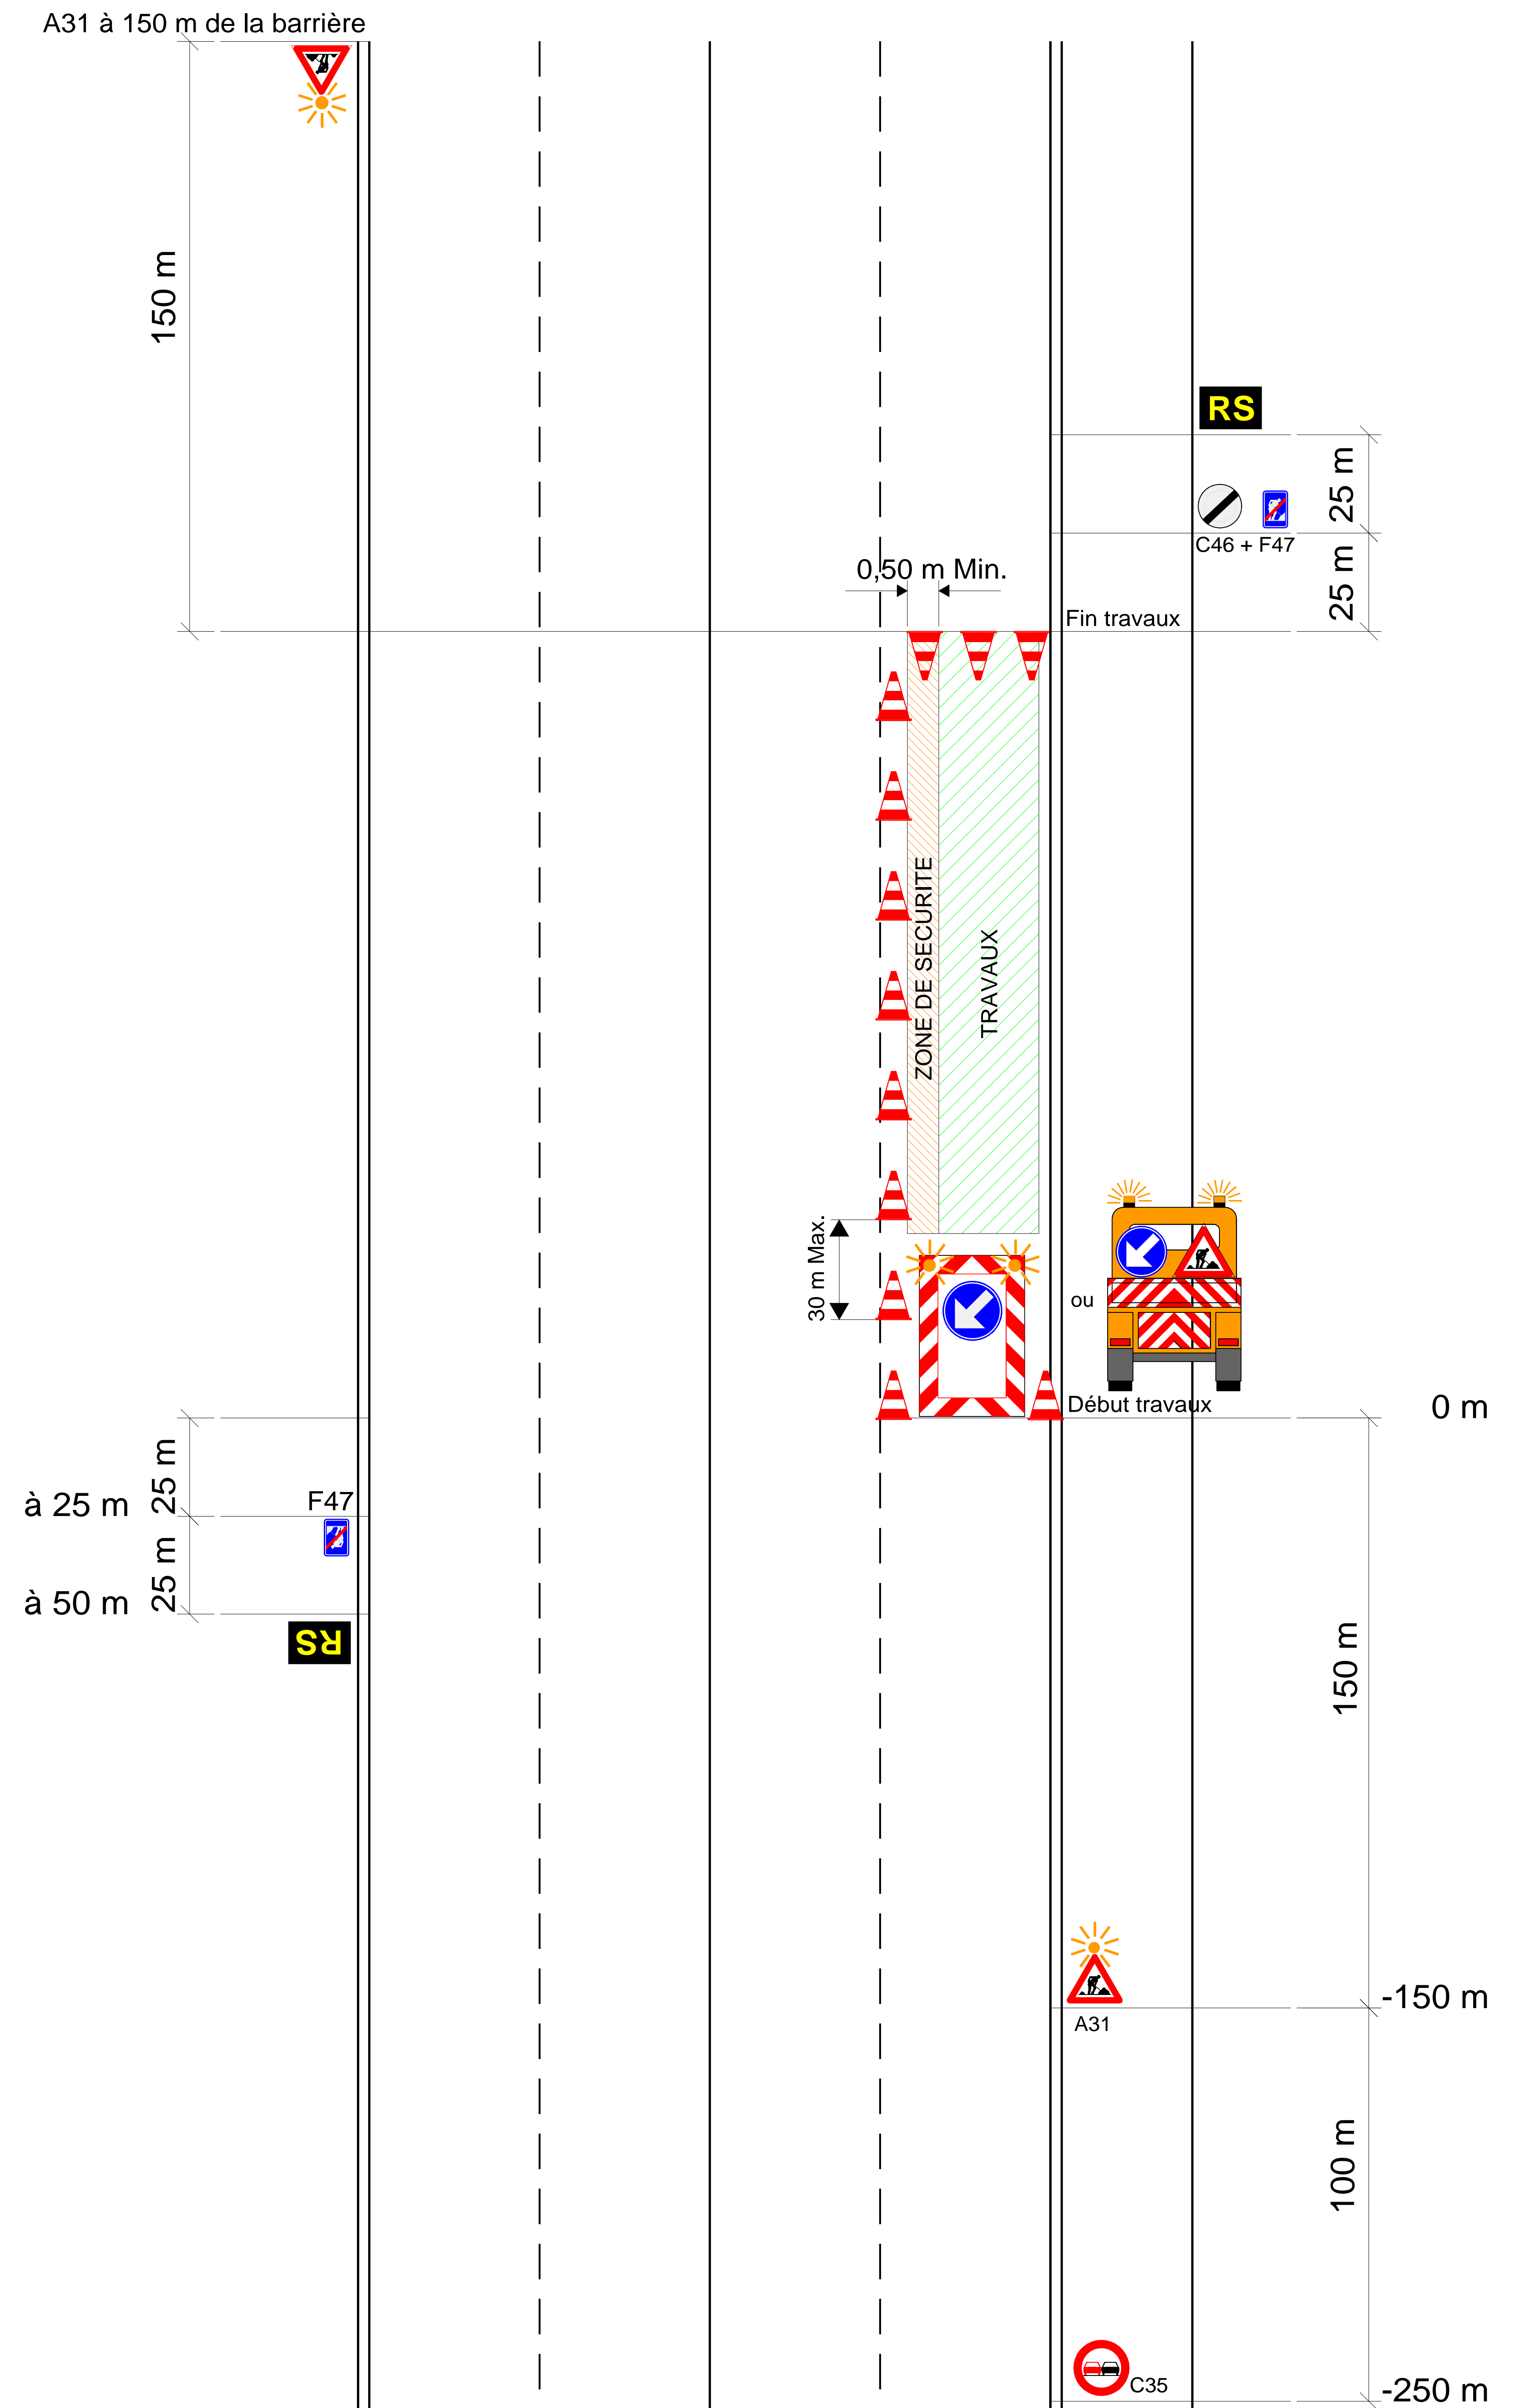 A31 à 150 m de la barrière
150 m
RS
25 m
C46 + F47
25 m
0,50 m Min.
Fin travaux
ZONE DE SECURITE
TRAVAUX
30 m Max.
ou
Début travaux
0 m
25 m
F47
à 25 m
25 m
à 50 m
RS
150 m
-150 m
A31
100 m
C35
-250 m